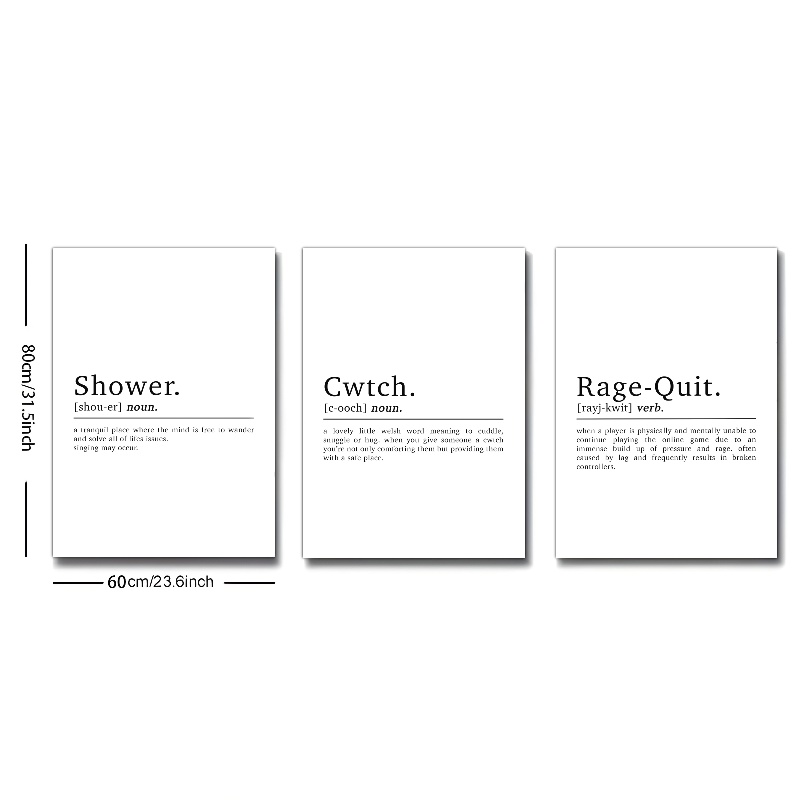 80cm/31.5inch
Shower.
[shou-er] noun.
a tranquil place where the mind is free to wander
and solve all of lifes issues.
singing may occur.
Cwtch.
[c-ooch] noun.
a lovely little welsh word meaning to cuddle,
snuggle or hug. when you give someone a cwtch
you're not only comforting them but providing them
with a safe place.
Rage-Quit.
[rayj-kwit] verb.
when a player is physically and mentally unable to
continue playing the online game due to an
immense build up of pressure and rage. often
caused by lag and frequently results in broken
controllers.
60cm/23.6inch